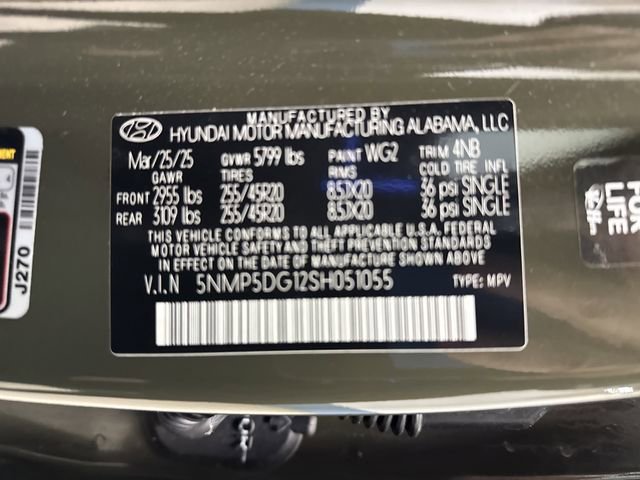 MANUFACTURED BY
HYUNDAI MOTOR MANUFACTURING ALABAMA, LLC
Mar/25/25 GVWR 5799 lbs PAINT WG2 TRIM 4NB
GAWR TIRES RIMS COLD TIRE INFL
FRONT 2955 lbs 255/45R20 8.5JX20 36 psi SINGLE
REAR 3109 lbs 255/45R20 8.5JX20 36 psi SINGLE
THIS VEHICLE CONFORMS TO ALL APPLICABLE U.S.A. FEDERAL
MOTOR VEHICLE SAFETY AND THEFT PREVENTION STANDARDS
IN EFFECT ON THE DATE OF MANUFACTURE SHOWN ABOVE.
V.I.N 5NMP5DG12SH051055 TYPE: MPV
J270
LIFE